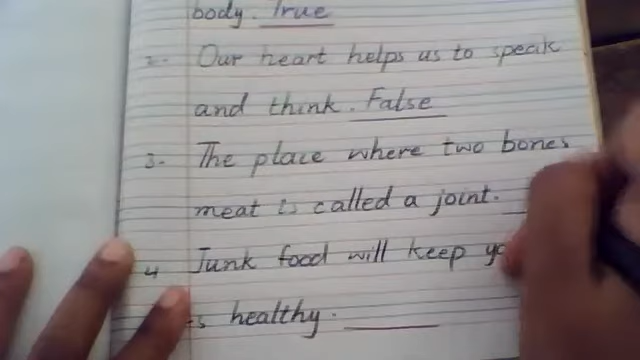 body. True
2. Our heart helps us to speak
and think. False
3. The place where two bones
meat is called a joint.
4 Junk food will keep
healthy.